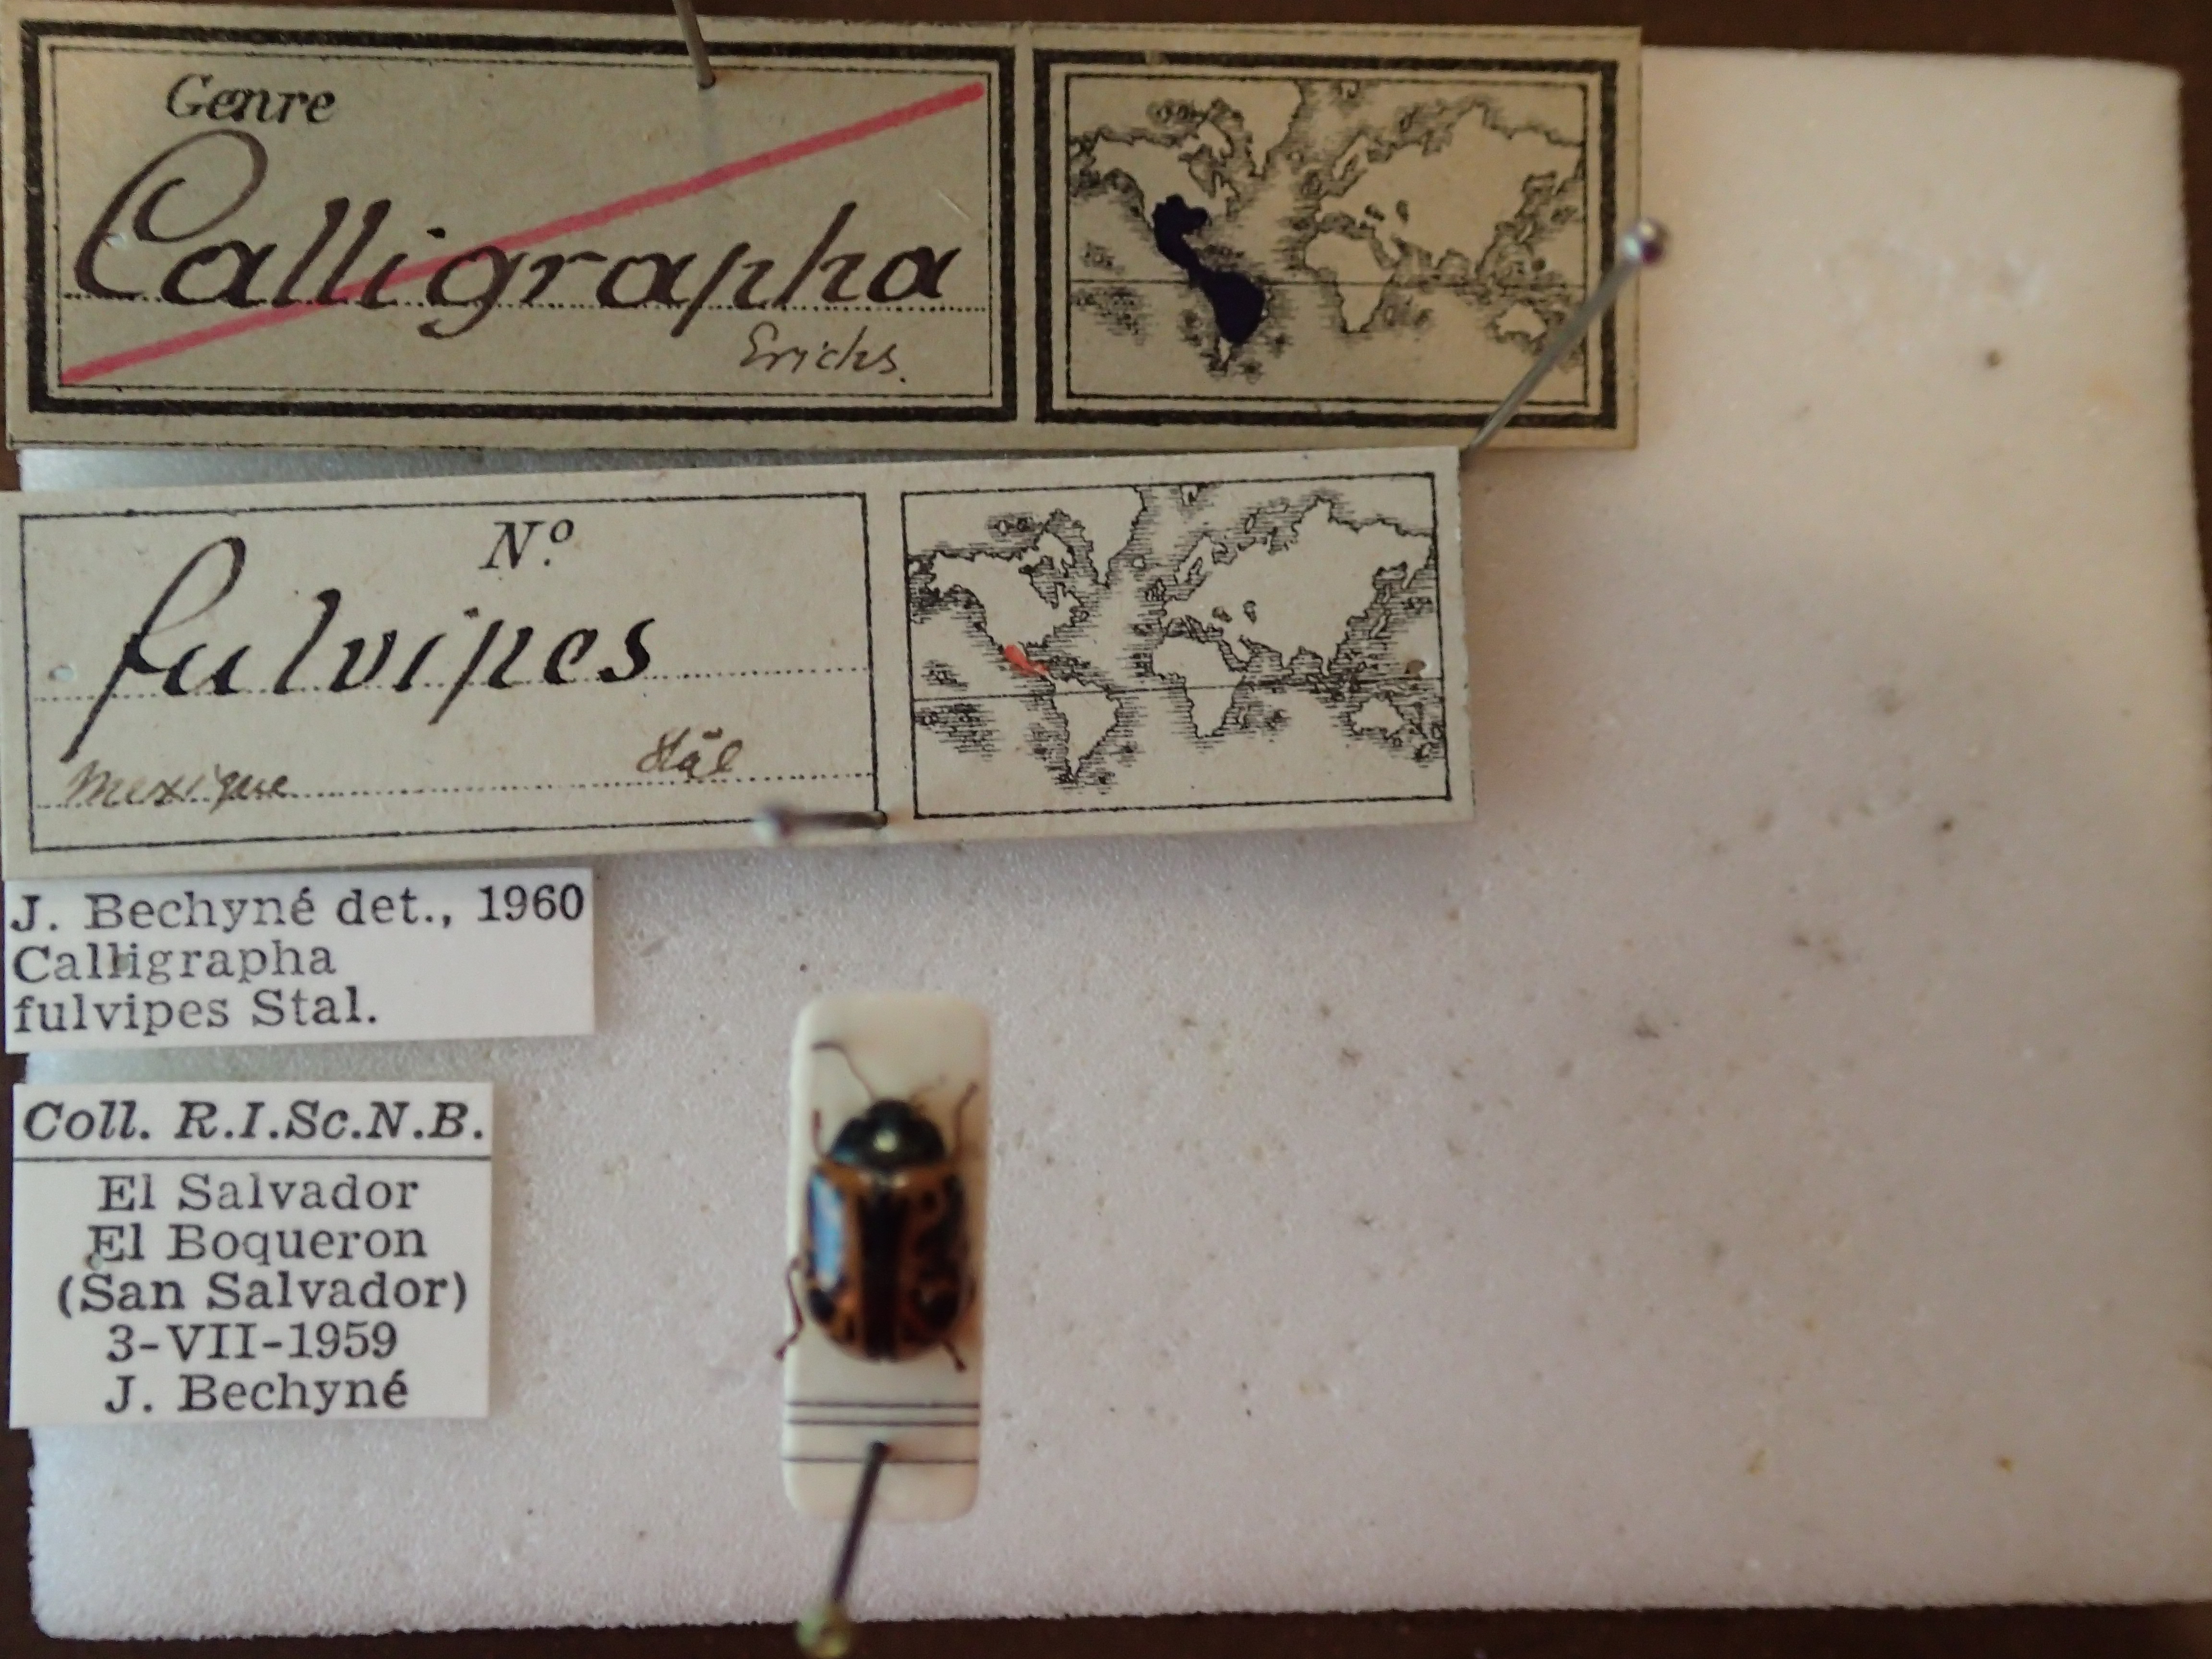 Genre
Calligrapha
Erichs.
No.
fulvipes
Mexique Stål
J. Bechyné det., 1960
Calligrapha
fulvipes Stal.
Coll. R.I.Sc.N.B.
El Salvador
El Boqueron
(San Salvador)
3-VII-1959
J. Bechyné